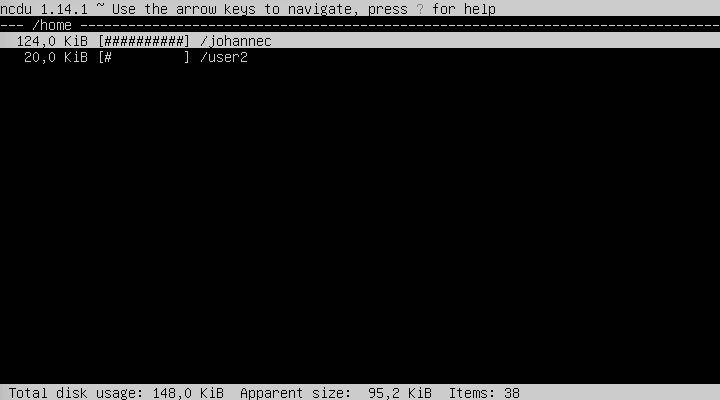 ncdu 1.14.1 ~ Use the arrow keys to navigate, press ? for help
--- /home ----------------------------------------------------------------------
  124,0 KiB [##########] /johannec
   20,0 KiB [#         ] /user2
 Total disk usage: 148,0 KiB  Apparent size:  95,2 KiB  Items: 38